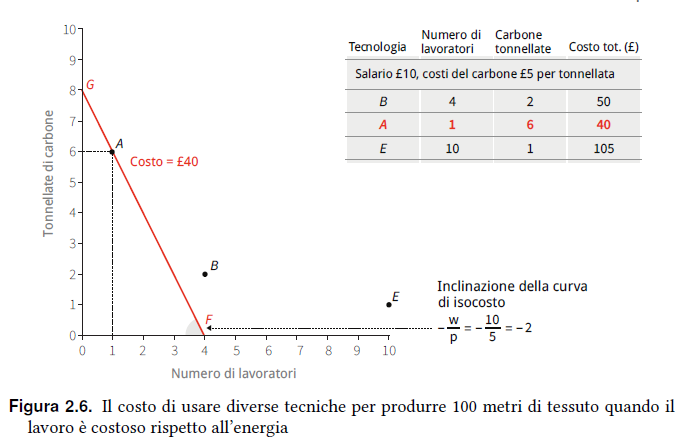 Tecnologia Numero di lavoratori Carbone tonnellate Costo tot. (£)
Salario £10, costi del carbone £5 per tonnellata
B 4 2 50
A 1 6 40
E 10 1 105
Tonnellate di carbone
10
9
8
7
6
5
4
3
2
1
0
G
A
Costo = £40
B
E
F
Inclinazione della curva
di isocosto
- w/p = - 10/5 = -2
0 1 2 3 4 5 6 7 8 9 10
Numero di lavoratori
Figura 2.6. Il costo di usare diverse tecniche per produrre 100 metri di tessuto quando il
lavoro è costoso rispetto all'energia